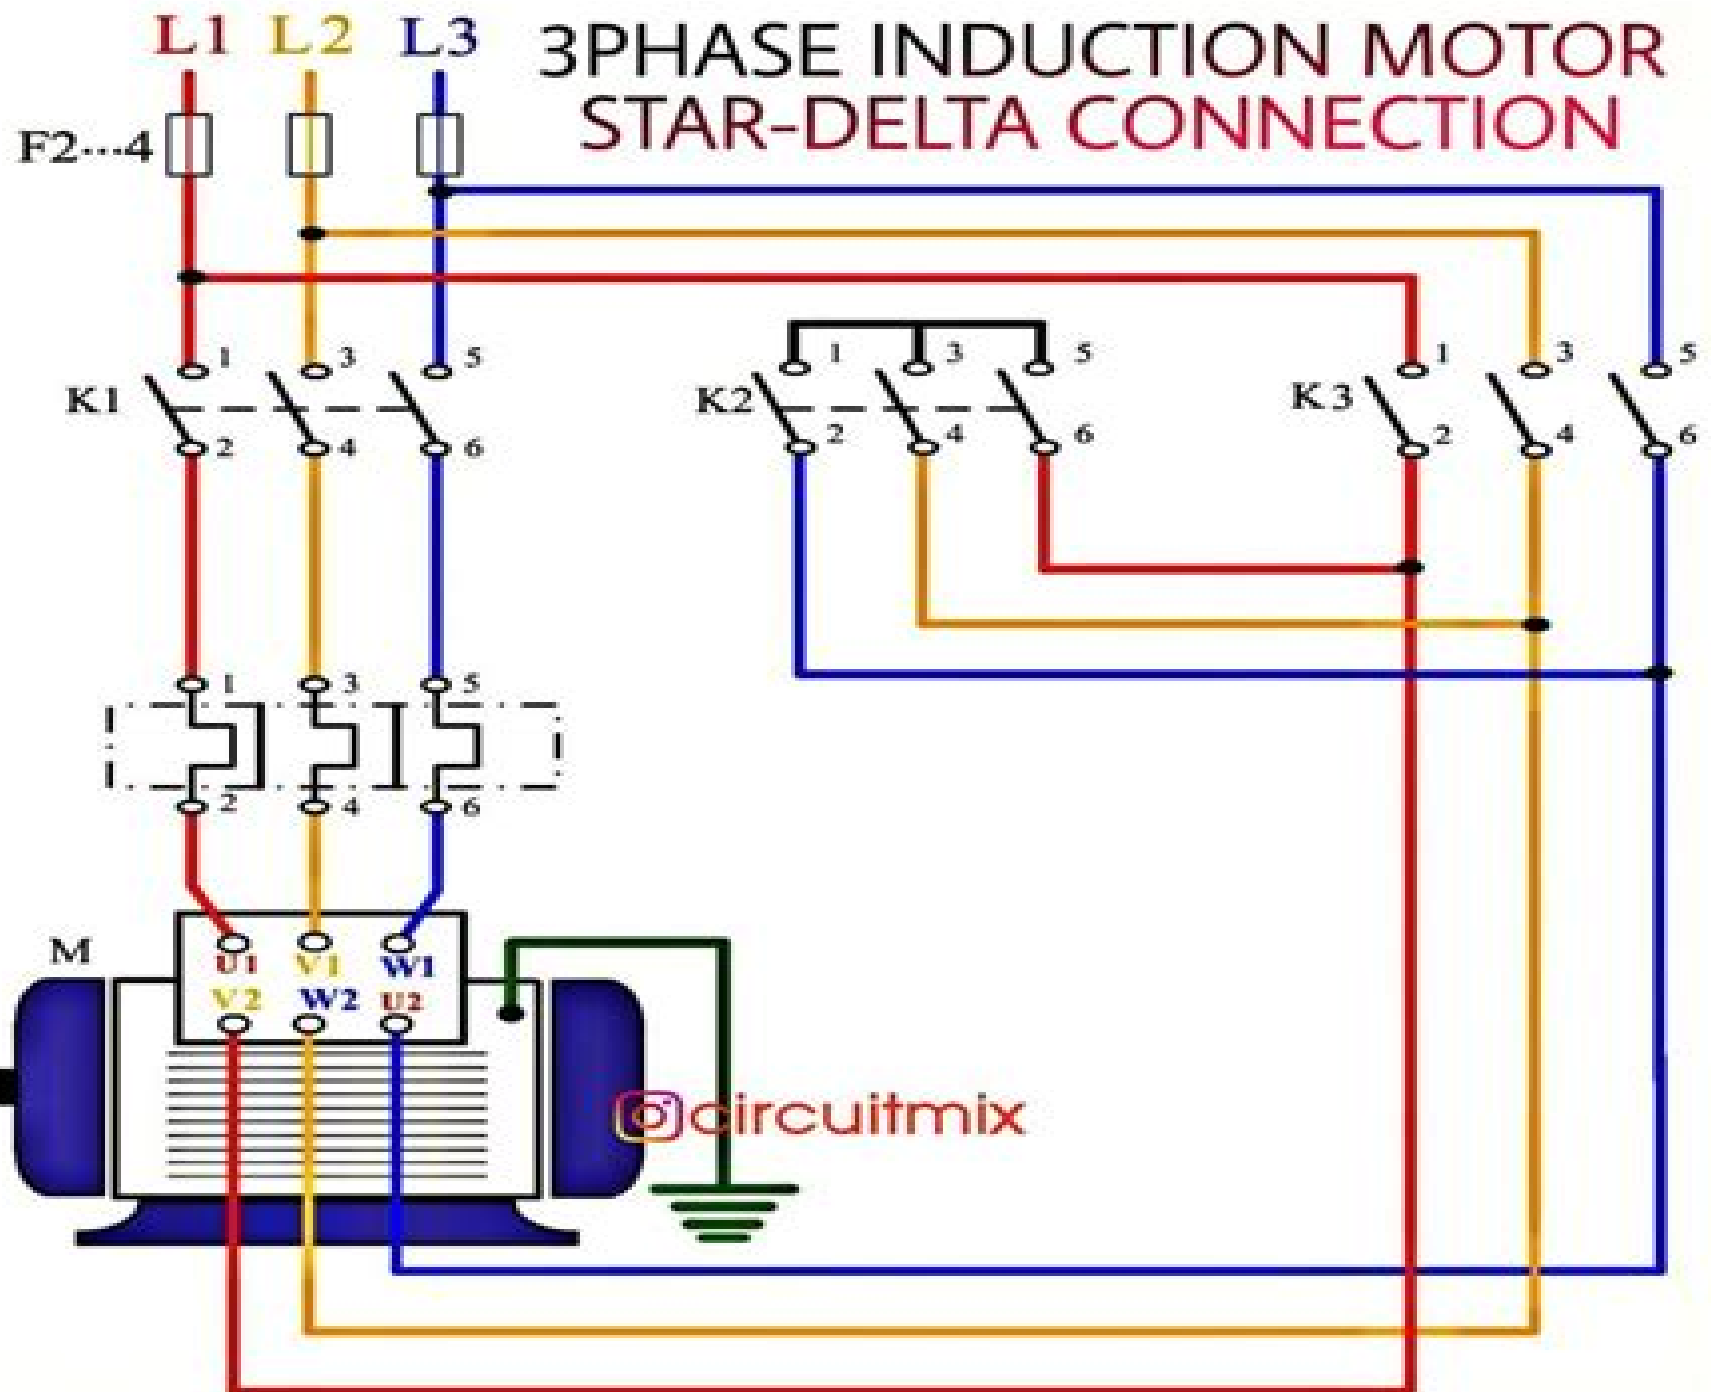 L1 L2 L3
3PHASE INDUCTION MOTOR
STAR-DELTA CONNECTION
F2...4
1 3 5
1 3 5
1 3 5
K1
K2
K3
2 4 6
2 4 6
2 4 6
1 3 5
2 4 6
M
U1 V1 W1
V2 W2 U2
circuitmix